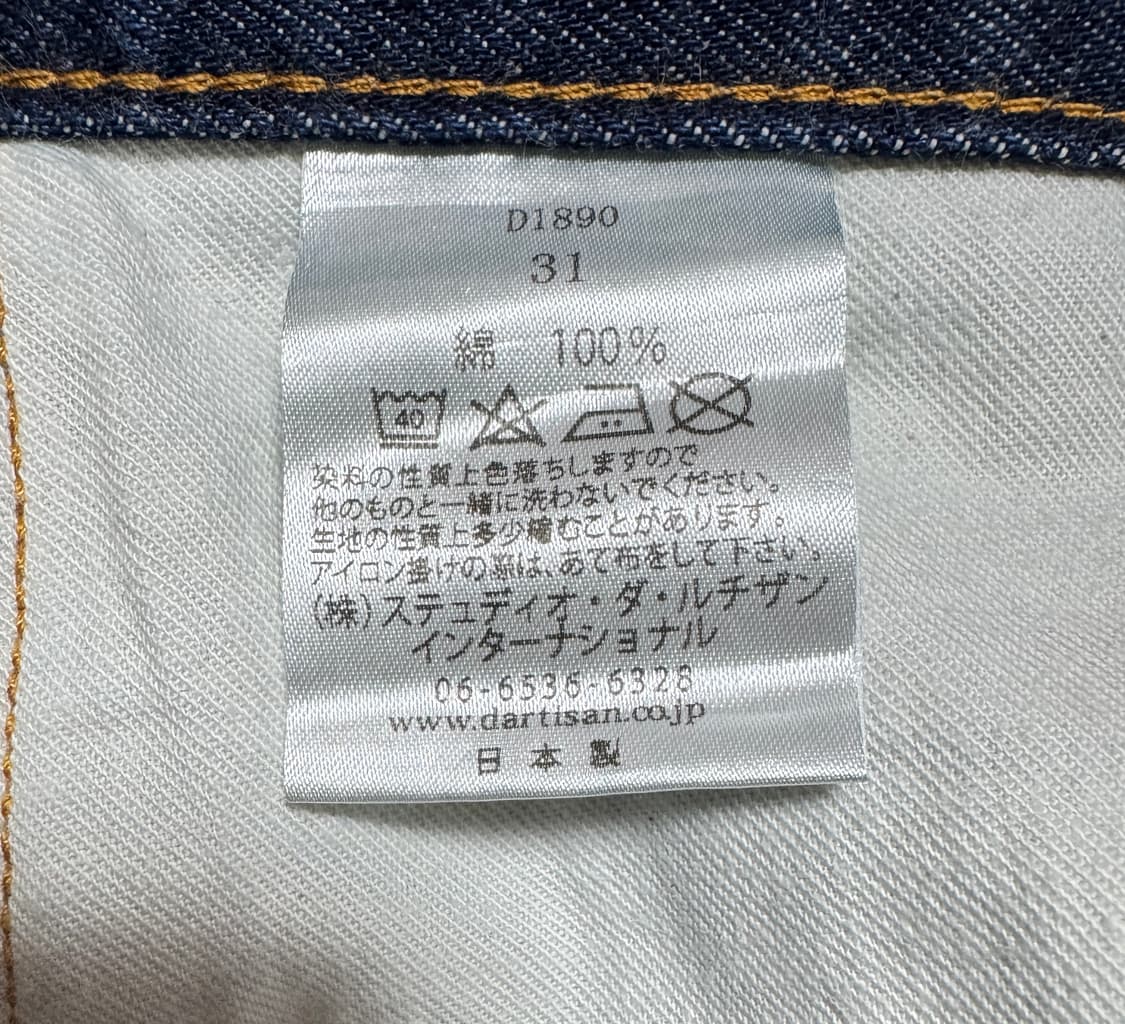 D1890
31
綿　100%
40
染料の性質上色落ちしますので
他のものと一緒に洗わないでください。
生地の性質上多少縮むことがあります。
アイロン掛けの際は、あて布をして下さい。
(株)ステュディオ・ダ・ルチザン
インターナショナル
06-6536-6328
www.dartisan.co.jp
日本製